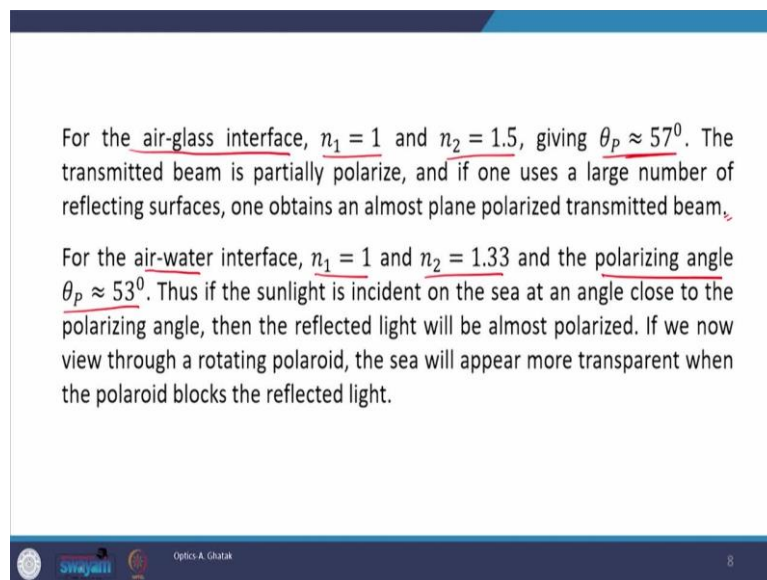 For the air-glass interface, n₁ = 1 and n₂ = 1.5, giving θ_P ≈ 57⁰. The
transmitted beam is partially polarize, and if one uses a large number of
reflecting surfaces, one obtains an almost plane polarized transmitted beam.
For the air-water interface, n₁ = 1 and n₂ = 1.33 and the polarizing angle
θ_P ≈ 53⁰. Thus if the sunlight is incident on the sea at an angle close to the
polarizing angle, then the reflected light will be almost polarized. If we now
view through a rotating polaroid, the sea will appear more transparent when
the polaroid blocks the reflected light.
swayam
Optics-A. Ghatak
8